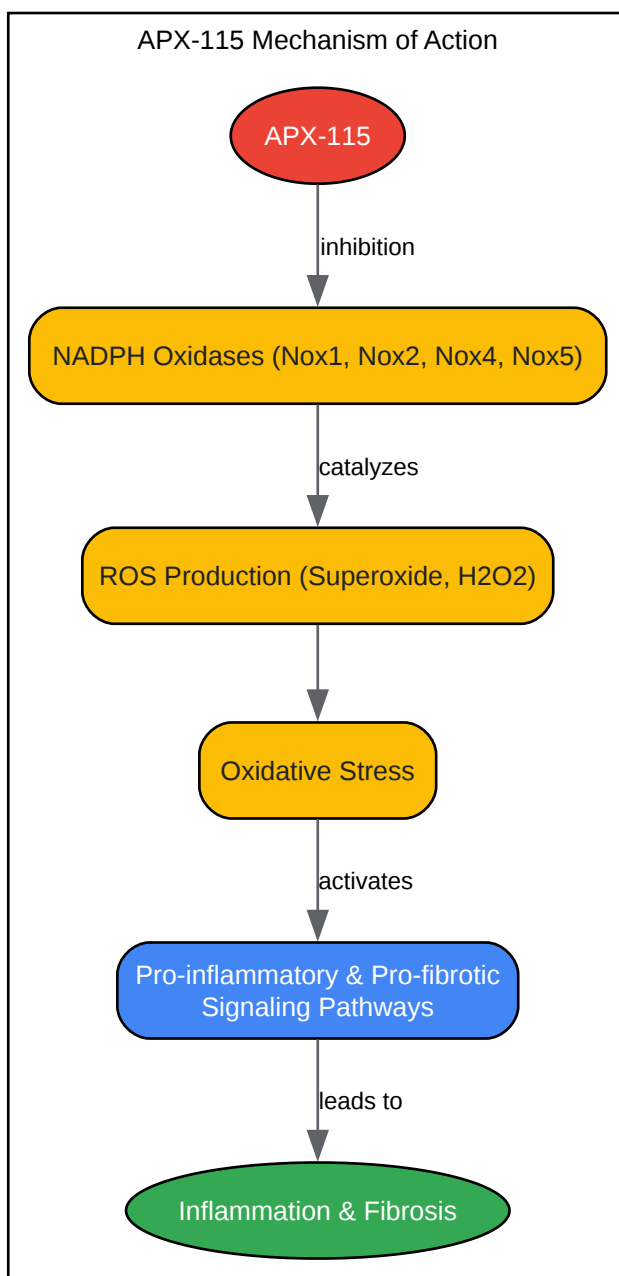 APX-115 Mechanism of Action
APX-115
inhibition
NADPH Oxidases (Nox1, Nox2, Nox4, Nox5)
catalyzes
ROS Production (Superoxide, H2O2)
Oxidative Stress
activates
Pro-inflammatory & Pro-fibrotic
Signaling Pathways
leads to
Inflammation & Fibrosis